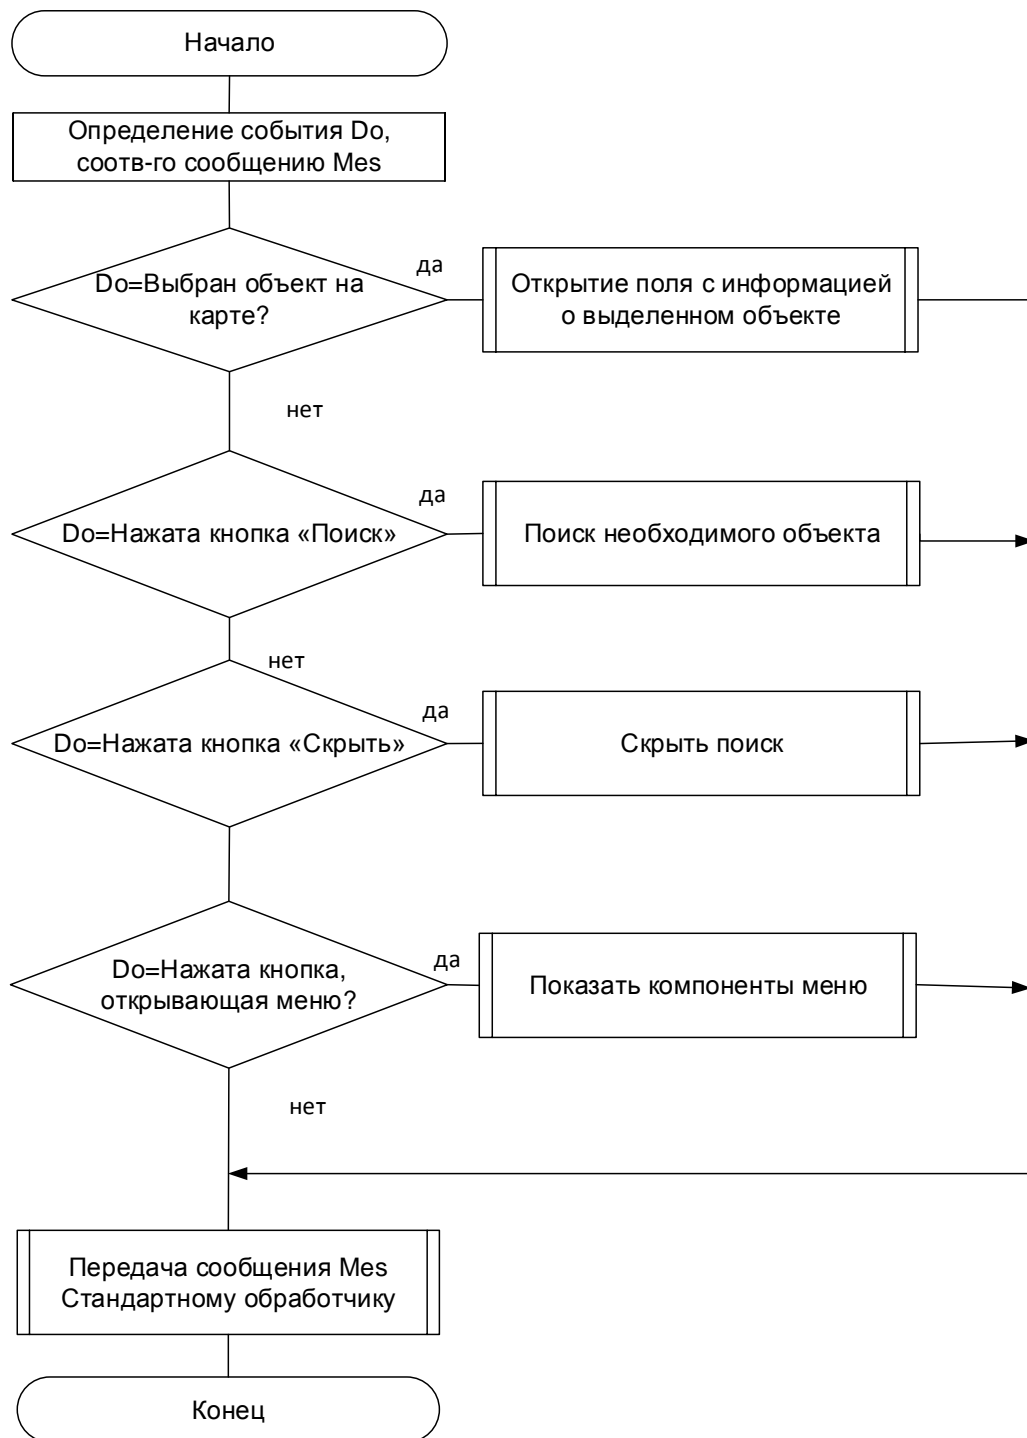 Начало
Определение события Do,
соотв-го сообщению Mes
Do=Выбран объект на
карте?
да
Открытие поля с информацией
о выделенном объекте
нет
Do=Нажата кнопка «Поиск»
да
Поиск необходимого объекта
нет
Do=Нажата кнопка «Скрыть»
да
Скрыть поиск
Do=Нажата кнопка,
открывающая меню?
да
Показать компоненты меню
нет
Передача сообщения Mes
Стандартному обработчику
Конец